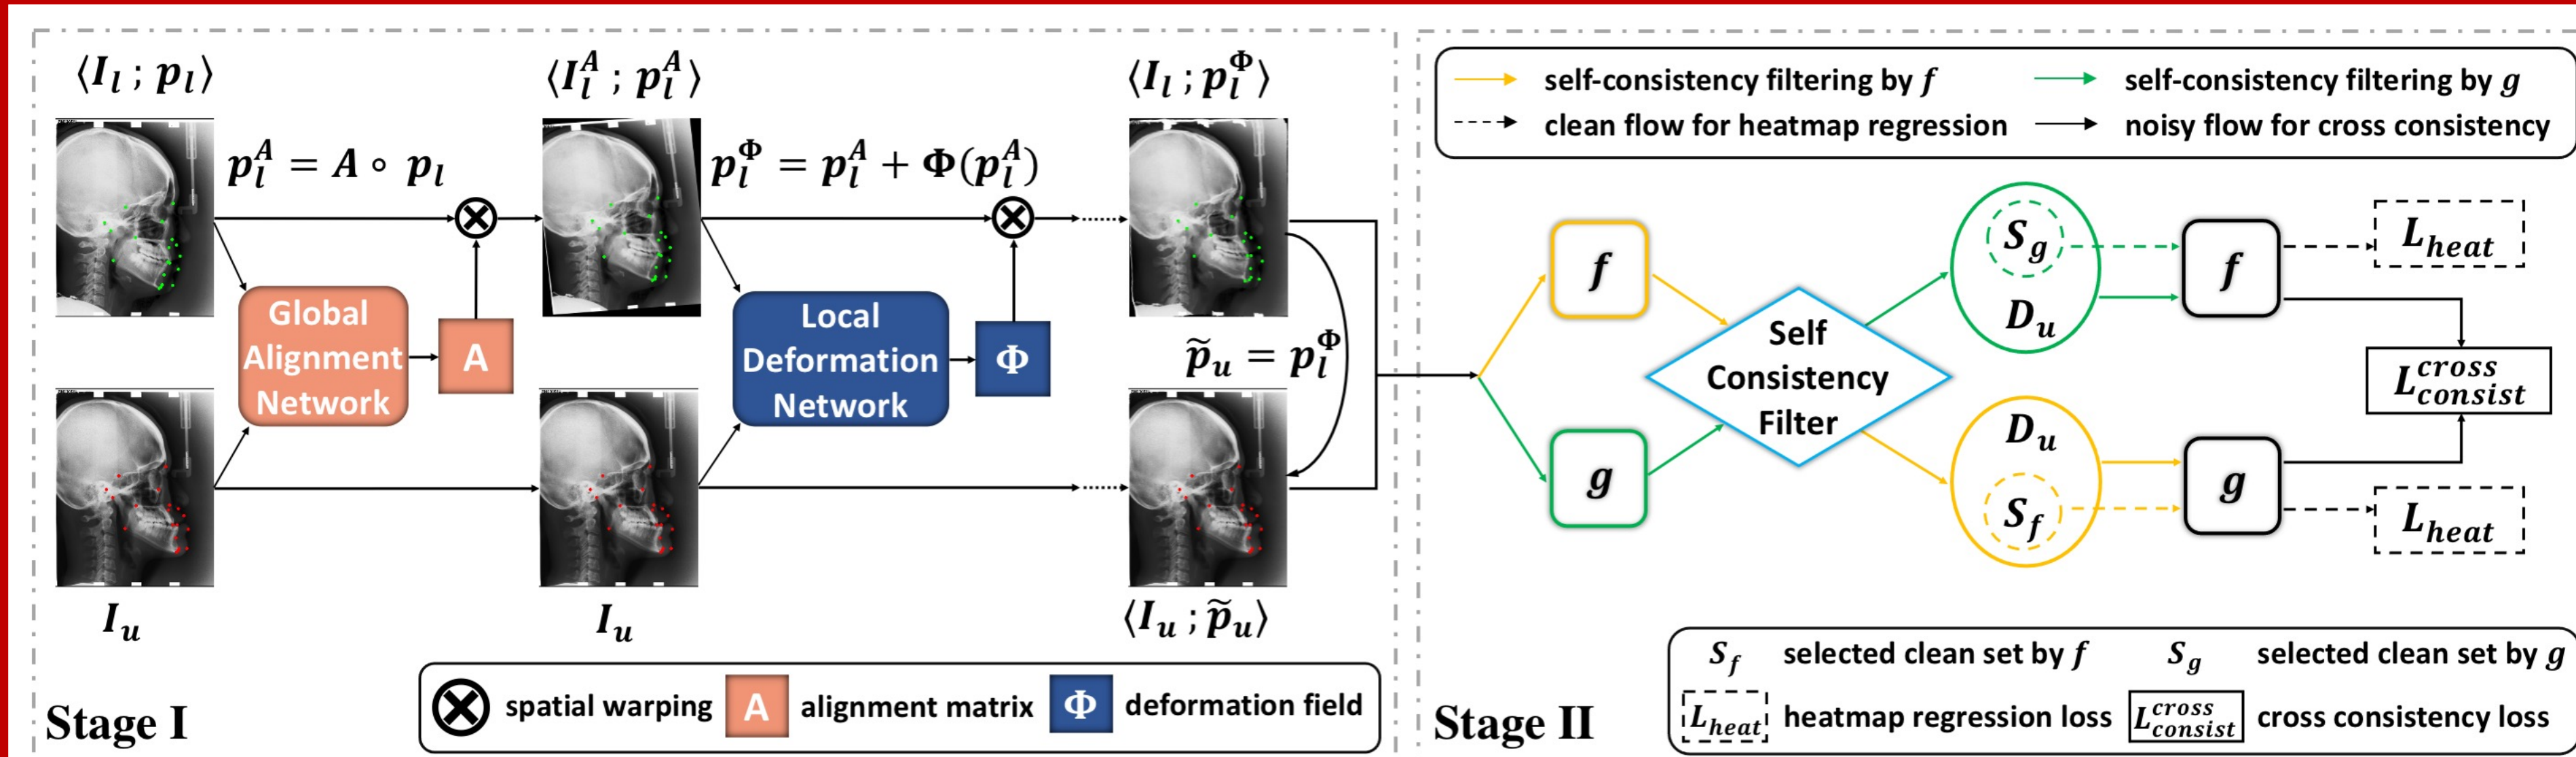 ⟨I_l ; p_l⟩
p_l^A = A ∘ p_l
⟨I_l^A ; p_l^A⟩
p_l^Φ = p_l^A + Φ(p_l^A)
⟨I_l ; p_l^Φ⟩
Global
Alignment
Network
A
Local
Deformation
Network
Φ
p̃_u = p_l^Φ
I_u
I_u
⟨I_u ; p̃_u⟩
Stage I
spatial warping
A
alignment matrix
Φ
deformation field
self-consistency filtering by f
self-consistency filtering by g
clean flow for heatmap regression
noisy flow for cross consistency
f
g
Self
Consistency
Filter
S_g
D_u
f
L_heat
L_consist^cross
D_u
S_f
g
L_heat
Stage II
S_f selected clean set by f
S_g selected clean set by g
L_heat heatmap regression loss
L_consist^cross cross consistency loss